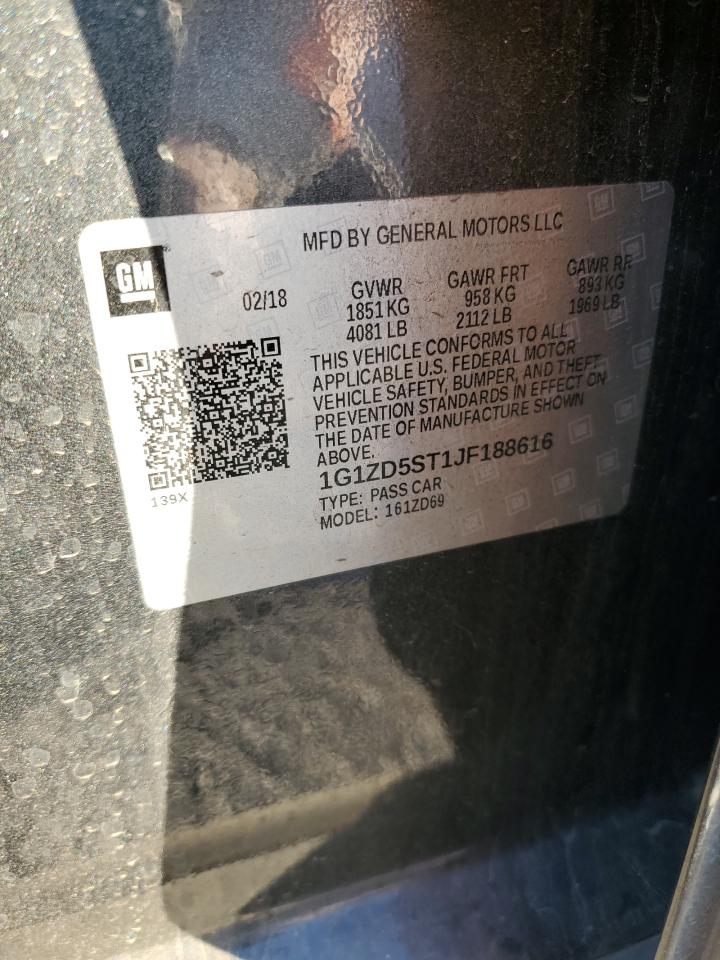 MFD BY GENERAL MOTORS LLC
GM
02/18
GVWR
1851 KG
4081 LB
GAWR FRT
958 KG
2112 LB
GAWR RR
893 KG
1969 LB
THIS VEHICLE CONFORMS TO ALL
APPLICABLE U.S. FEDERAL MOTOR
VEHICLE SAFETY, BUMPER, AND THEFT
PREVENTION STANDARDS IN EFFECT ON
THE DATE OF MANUFACTURE SHOWN
ABOVE.
1G1ZD5ST1JF188616
TYPE: PASS CAR
MODEL: 161ZD69
139X